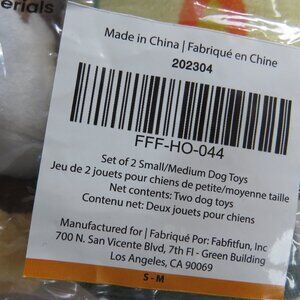 erials
Made in China | Fabriqué en Chine
202304
FFF-HO-044
Set of 2 Small/Medium Dog Toys
Jeu de 2 jouets pour chiens de petite/moyenne taille
Net contents: Two dog toys
Contenu net: Deux jouets pour chiens
Manufactured for | Fabriqué Por: Fabfitfun, Inc
700 N. San Vicente Blvd, 7th Fl - Green Building
Los Angeles, CA 90069
S - M